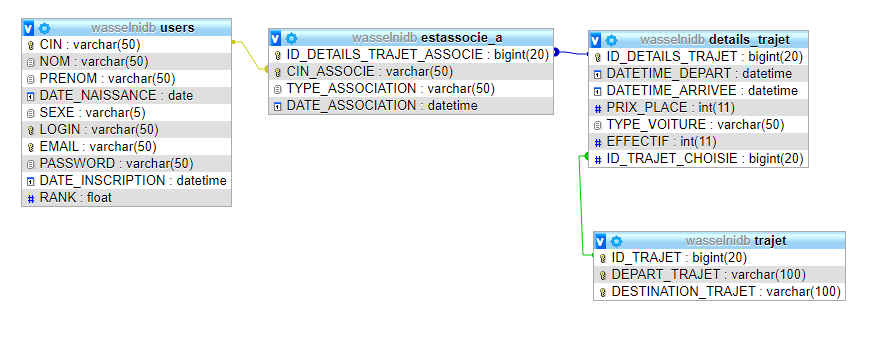 wasselnidb users
CIN : varchar(50)
NOM : varchar(50)
PRENOM : varchar(50)
DATE_NAISSANCE : date
SEXE : varchar(5)
LOGIN : varchar(50)
EMAIL : varchar(50)
PASSWORD : varchar(50)
DATE_INSCRIPTION : datetime
RANK : float
wasselnidb estassocie_a
ID_DETAILS_TRAJET_ASSOCIE : bigint(20)
CIN_ASSOCIE : varchar(50)
TYPE_ASSOCIATION : varchar(50)
DATE_ASSOCIATION : datetime
wasselnidb details_trajet
ID_DETAILS_TRAJET : bigint(20)
DATETIME_DEPART : datetime
DATETIME_ARRIVEE : datetime
PRIX_PLACE : int(11)
TYPE_VOITURE : varchar(50)
EFFECTIF : int(11)
ID_TRAJET_CHOISIE : bigint(20)
wasselnidb trajet
ID_TRAJET : bigint(20)
DEPART_TRAJET : varchar(100)
DESTINATION_TRAJET : varchar(100)